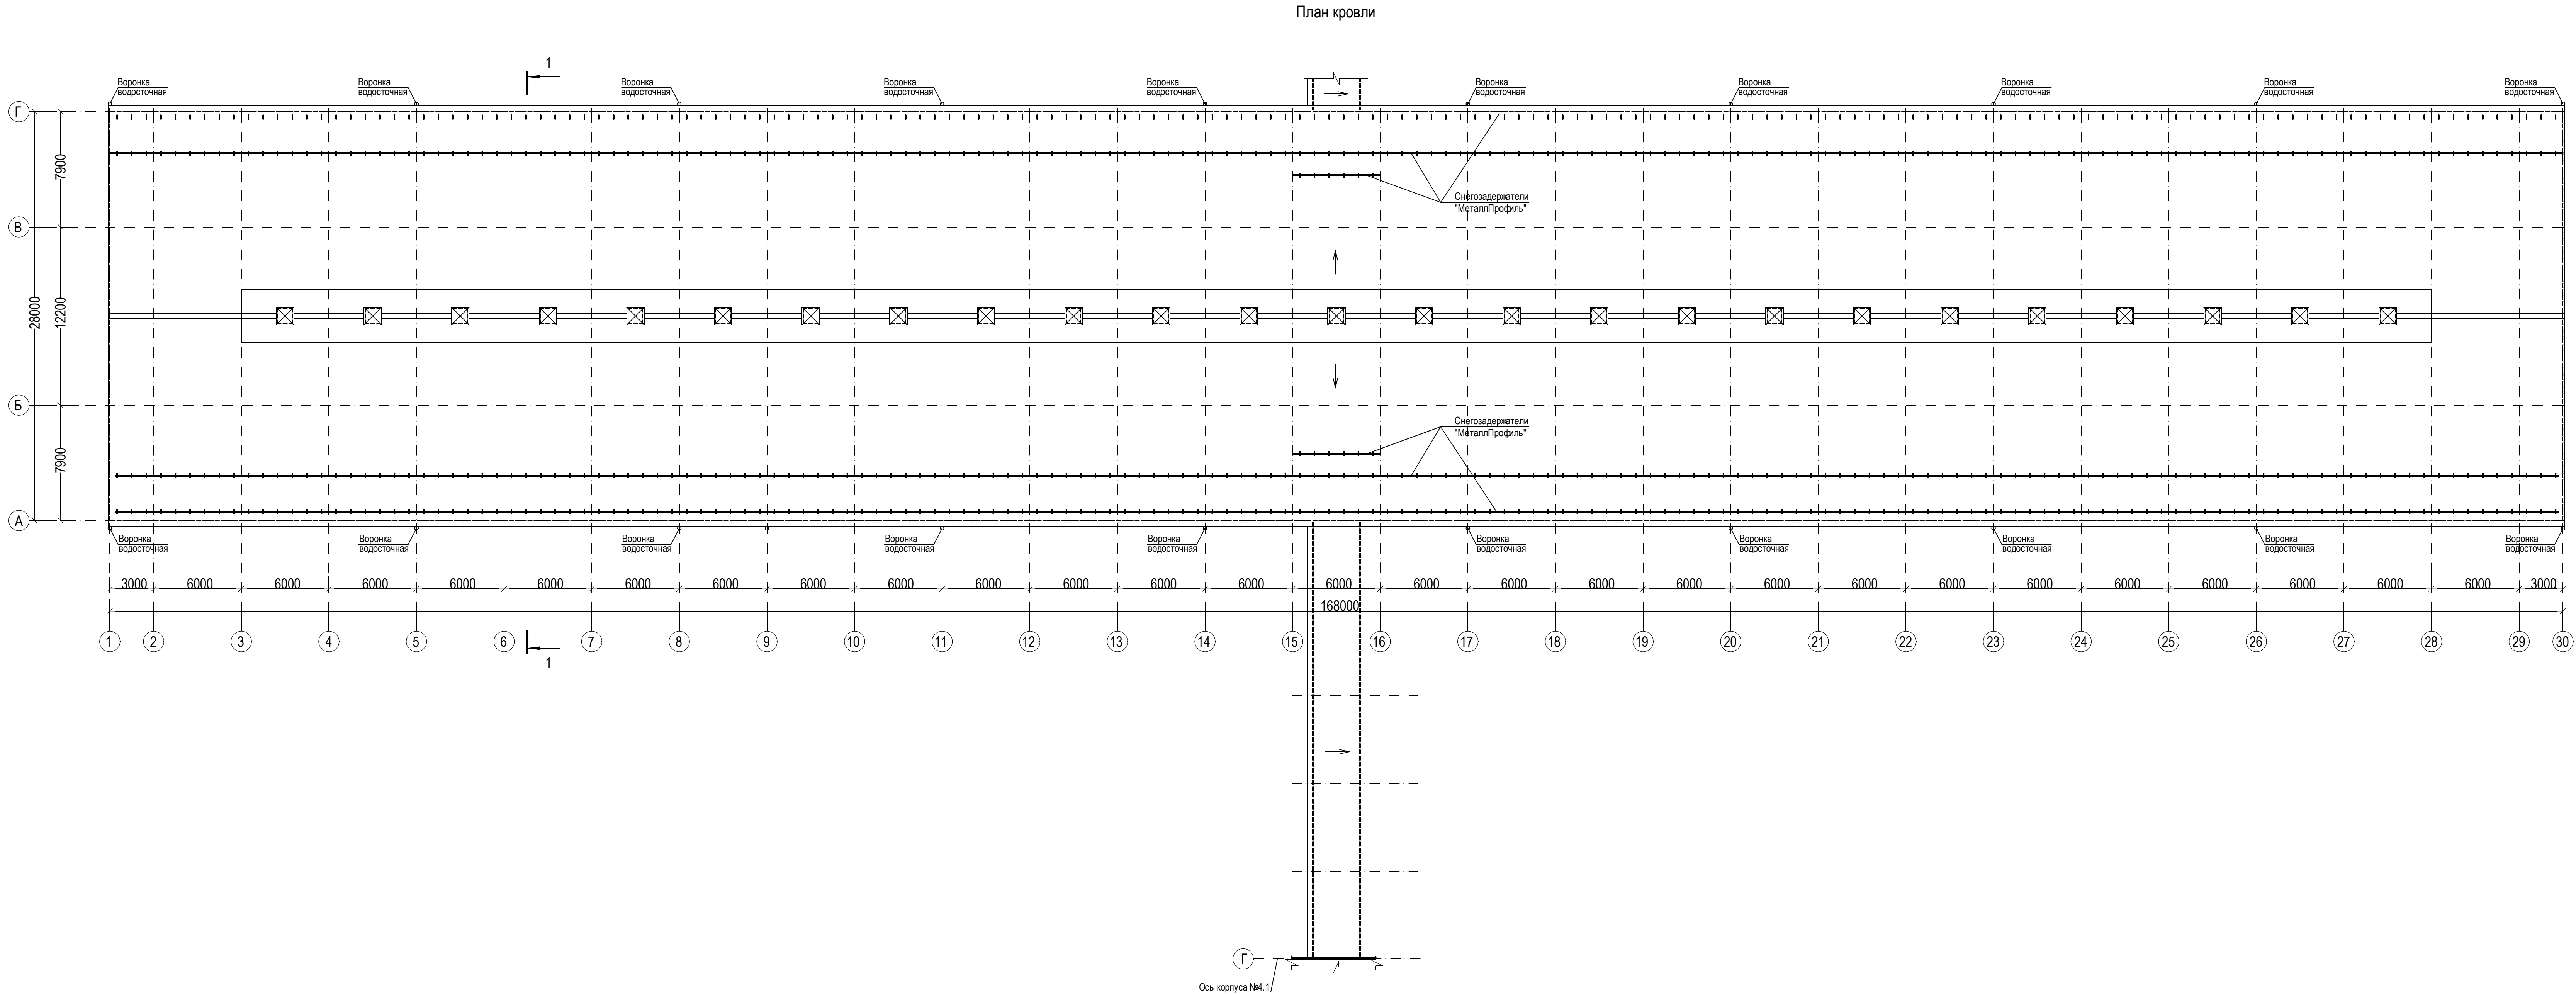 План кровли
1
Воронка
водосточная
Воронка
водосточная
Воронка
водосточная
Воронка
водосточная
Воронка
водосточная
Воронка
водосточная
Воронка
водосточная
Воронка
водосточная
Воронка
водосточная
Воронка
водосточная
Г
7900
Снегозадержатели
"МеталлПрофиль"
В
28000
12200
Б
Снегозадержатели
"МеталлПрофиль"
7900
А
Воронка
водосточная
Воронка
водосточная
Воронка
водосточная
Воронка
водосточная
Воронка
водосточная
Воронка
водосточная
Воронка
водосточная
Воронка
водосточная
Воронка
водосточная
Воронка
водосточная
3000 6000 6000 6000 6000 6000 6000 6000 6000 6000 6000 6000 6000 6000 6000 6000 6000 6000 6000 6000 6000 6000 6000 6000 6000 6000 6000 6000 3000
168000
1 2 3 4 5 6 7 8 9 10 11 12 13 14 15 16 17 18 19 20 21 22 23 24 25 26 27 28 29 30
1
Г
Ось корпуса №4.1